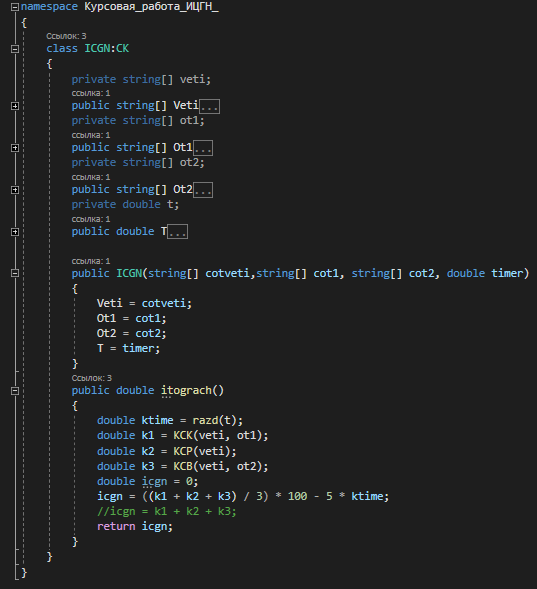 namespace Курсовая_работа_ИЦГН_
{
Ссылок: 3
class ICGN:CK
{
private string[] veti;
ссылка: 1
public string[] Veti...
private string[] ot1;
ссылка: 1
public string[] Ot1...
private string[] ot2;
ссылка: 1
public string[] Ot2...
private double t;
ссылка: 1
public double T...
ссылка: 1
public ICGN(string[] cotveti,string[] cot1, string[] cot2, double timer)
{
Veti = cotveti;
Ot1 = cot1;
Ot2 = cot2;
T = timer;
}
Ссылок: 3
public double itograch()
{
double ktime = razd(t);
double k1 = KCK(veti, ot1);
double k2 = KCP(veti);
double k3 = KCB(veti, ot2);
double icgn = 0;
icgn = ((k1 + k2 + k3) / 3) * 100 - 5 * ktime;
//icgn = k1 + k2 + k3;
return icgn;
}
}
}